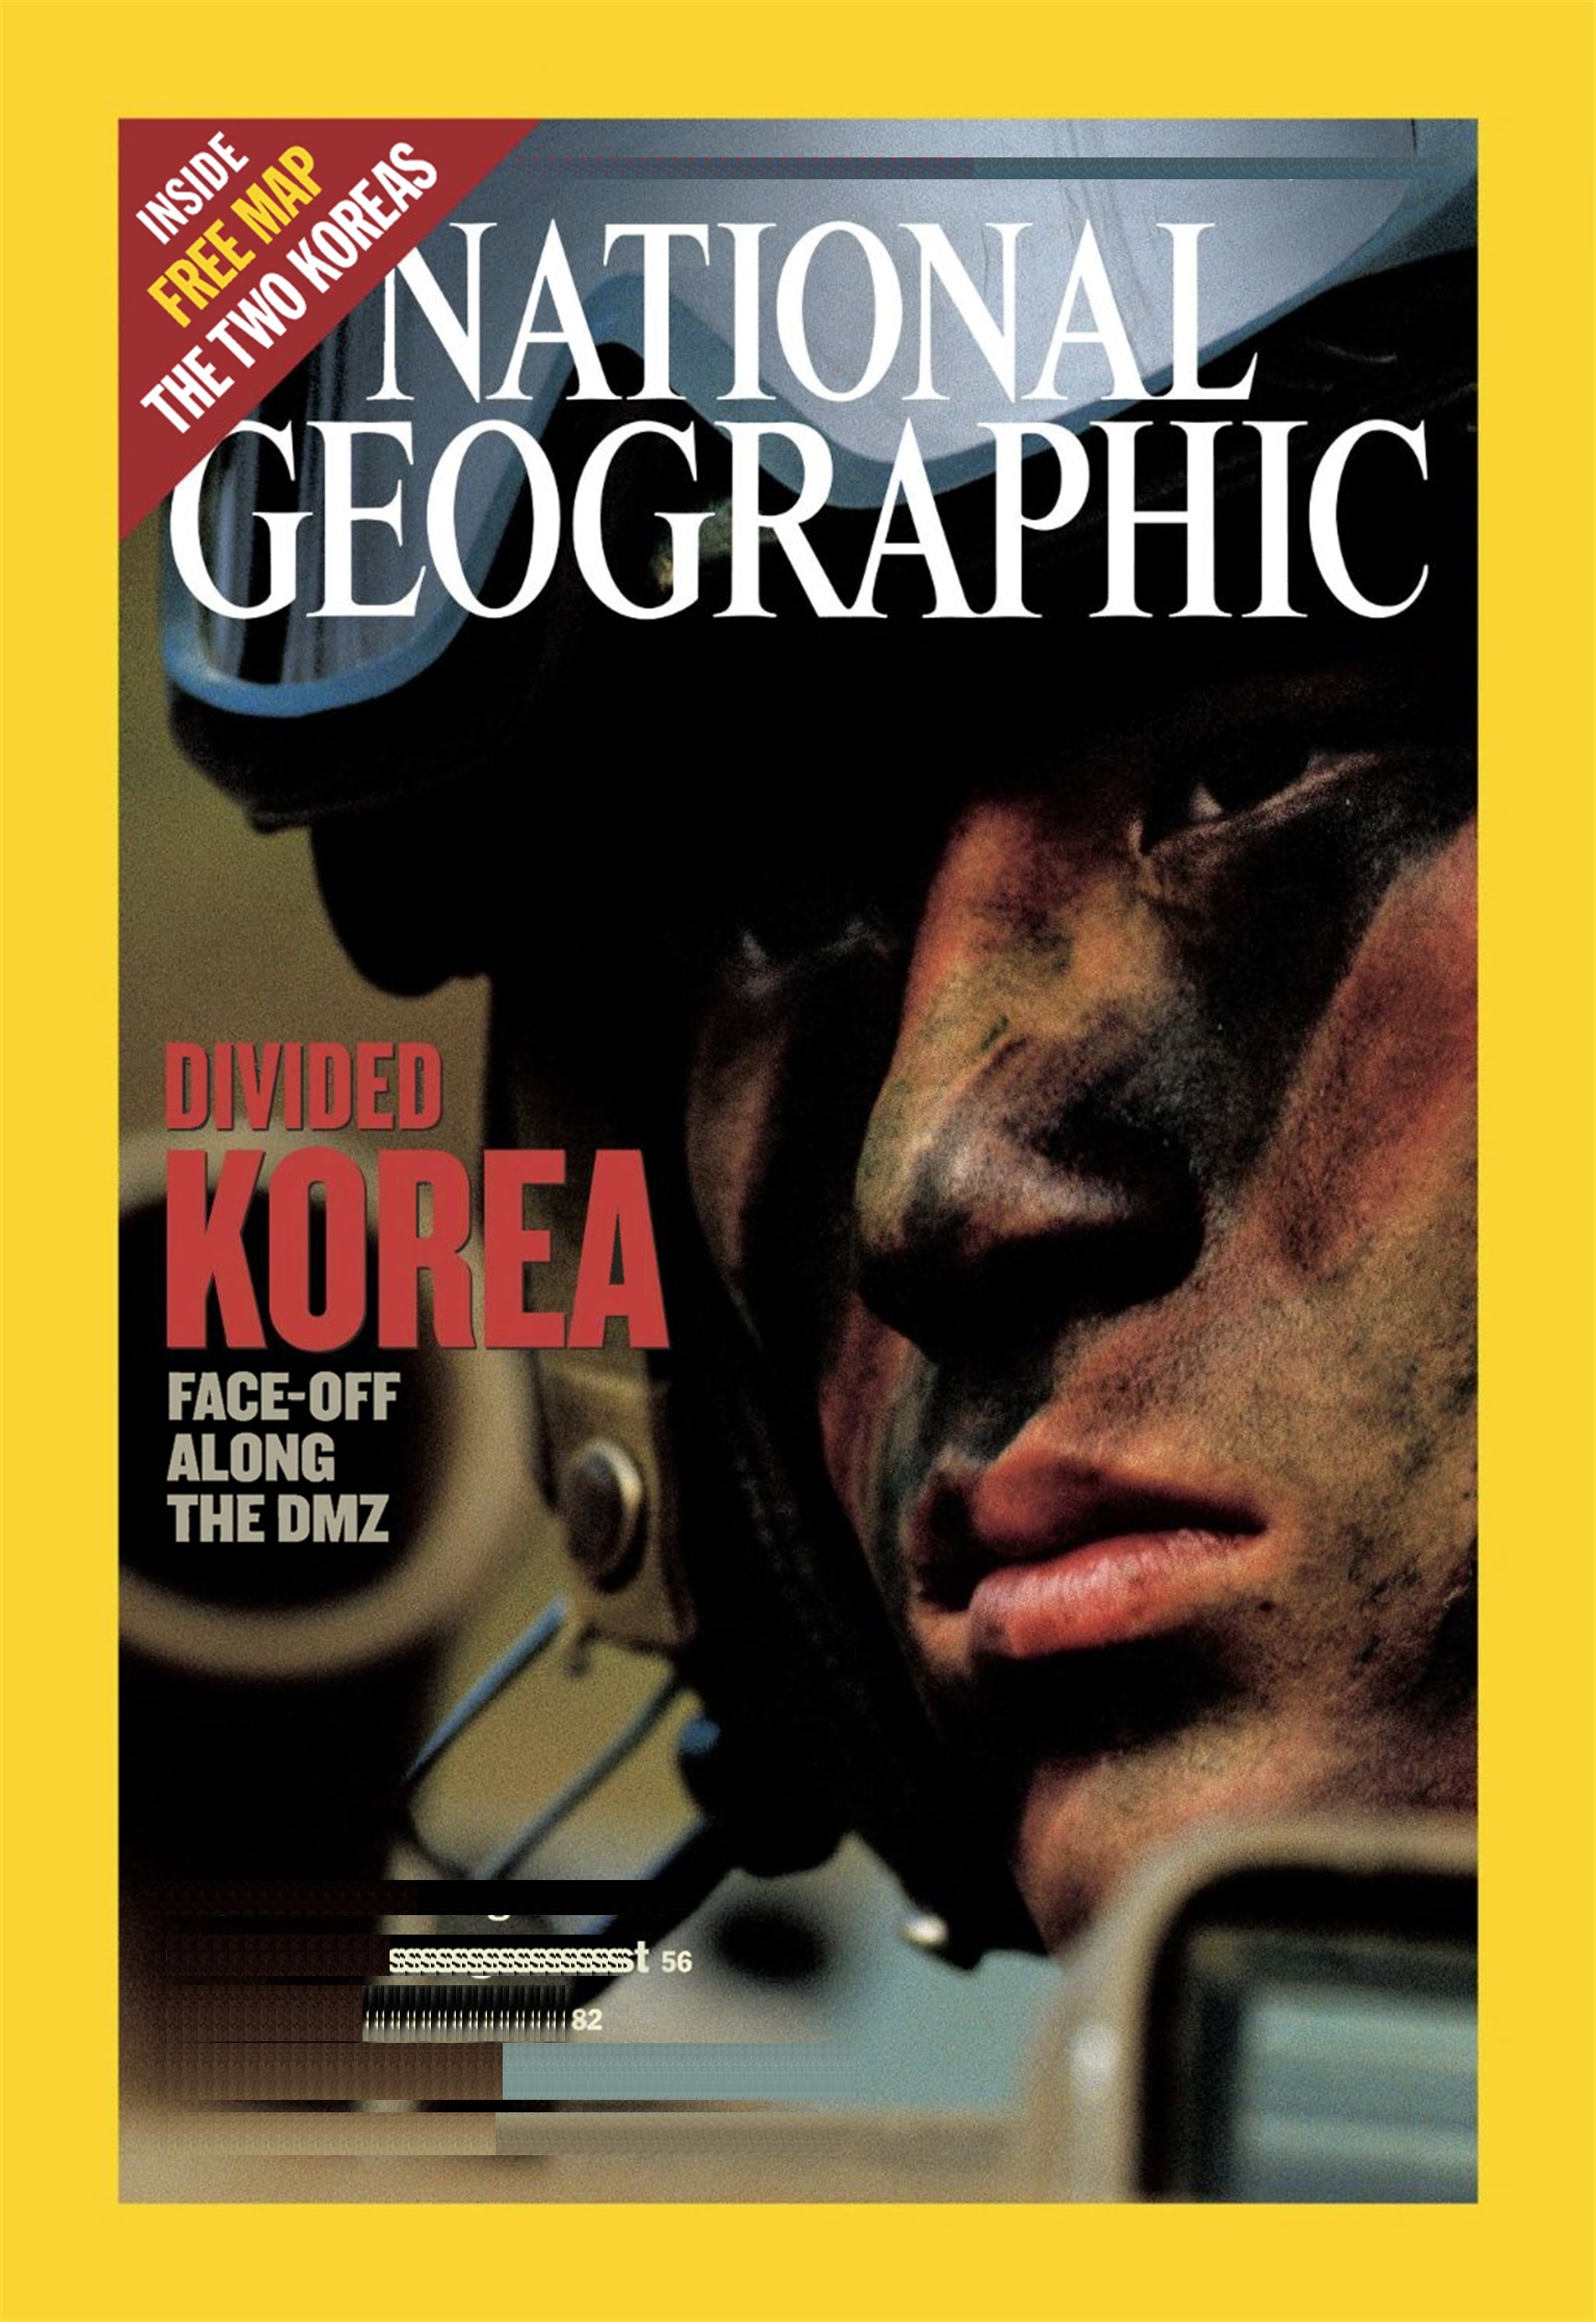 INSIDE
FREE MAP
THE TWO KOREAS
NATIONAL
GEOGRAPHIC
DIVIDED
KOREA
FACE-OFF
ALONG
THE DMZ
56
82